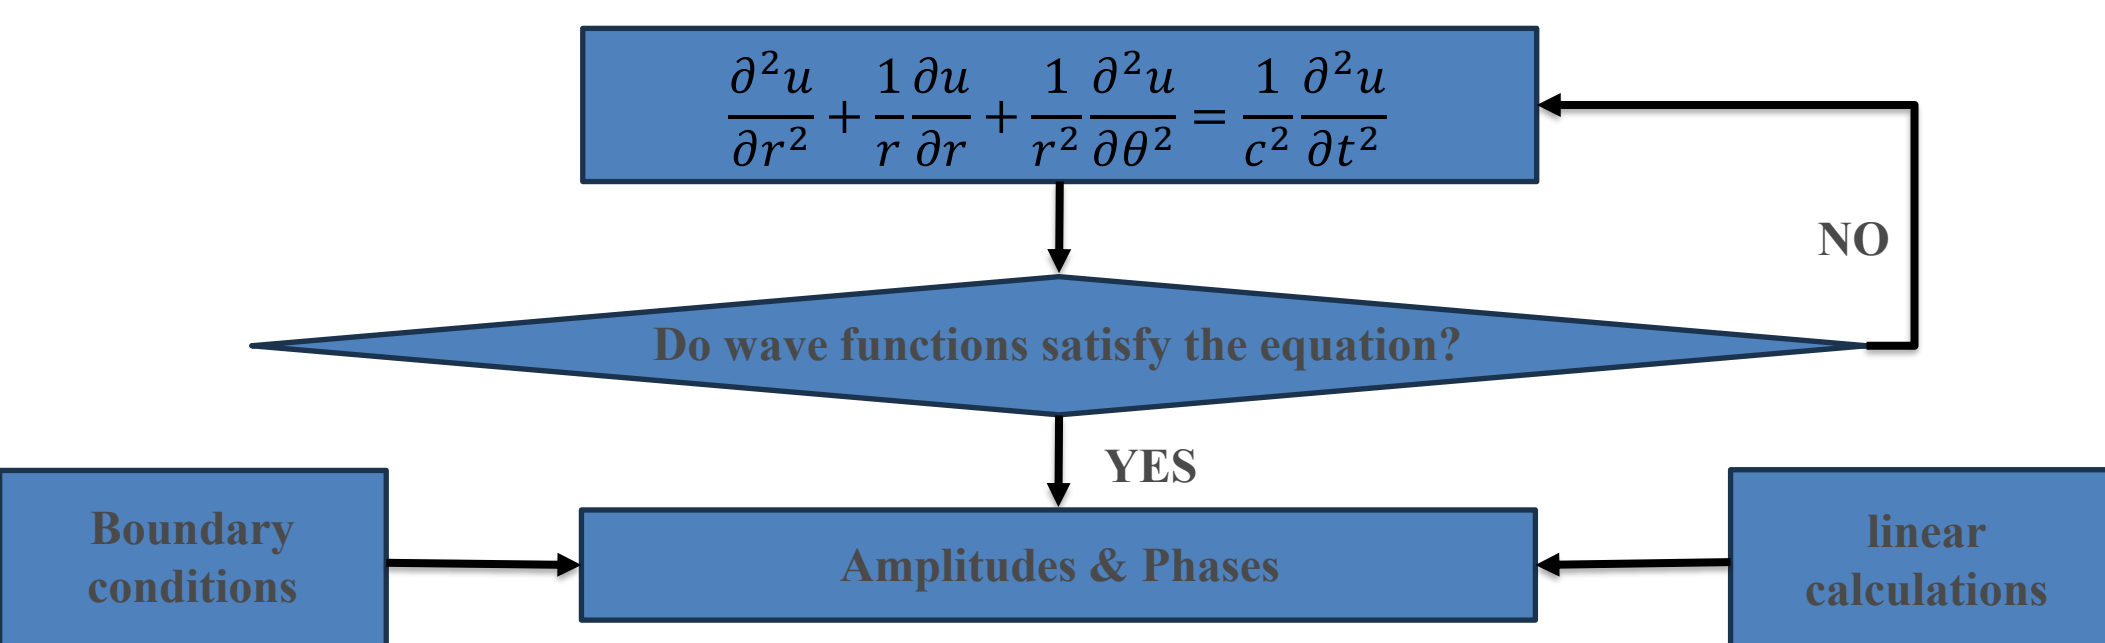 ∂²u/∂r² + 1/r ∂u/∂r + 1/r² ∂²u/∂θ² = 1/c² ∂²u/∂t²
NO
Do wave functions satisfy the equation?
YES
Boundary
conditions
Amplitudes & Phases
linear
calculations